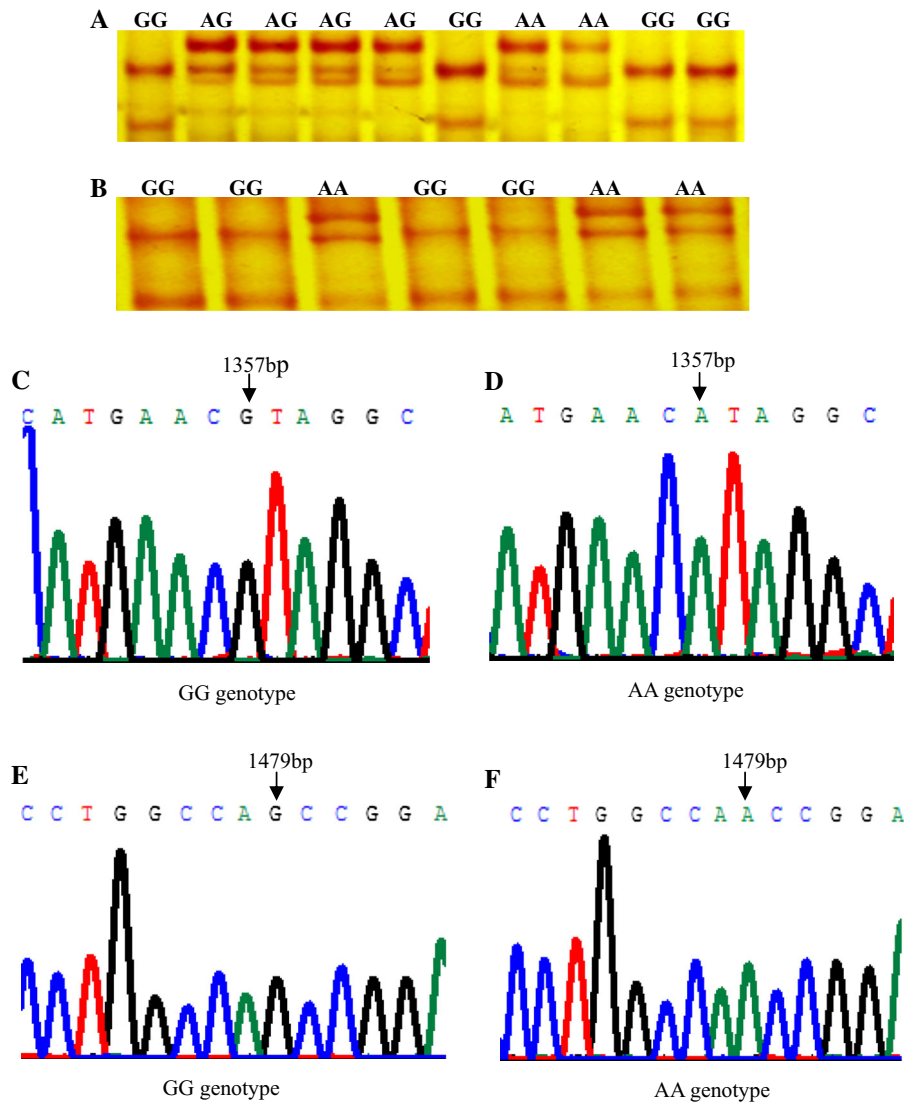 A GG AG AG AG AG GG AA AA GG GG
B GG GG AA GG GG AA AA
C
1357bp
C A T G A A C G T A G G C
GG genotype
D
1357bp
A T G A A C A T A G G C
AA genotype
E
1479bp
C C T G G C C A G C C G G A
GG genotype
F
1479bp
C C T G G C C A A C C G G A
AA genotype